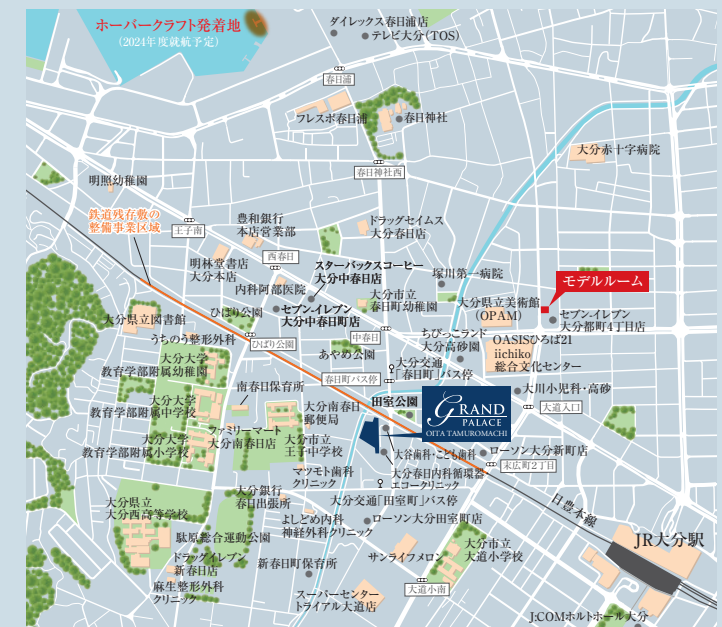 ホーバークラフト発着地
(2024年度就航予定)
ダイレックス春日浦店
テレビ大分(TOS)
春日浦
フレスポ春日浦
春日神社
大分赤十字病院
春日神社西
明照幼稚園
鉄道残存敷の
整備事業区域
王子南
豊和銀行
本店営業部
ドラッグセイムス
大分春日店
西春日
明林堂書店
大分本店
スターバックスコーヒー
大分中春日店
塚川第一病院
モデルルーム
内科阿部医院
大分市立
春日町幼稚園
大分県立美術館
(OPAM)
セブン-イレブン
大分都町4丁目店
ひばり公園
セブン-イレブン
大分中春日町店
大分県立図書館
うちのう整形外科
ひばり公園
中春日
ちびっこランド
大分高砂園
OASISひろば21
iichiko
総合文化センター
大分大学
教育学部附属幼稚園
あやめ公園
大分交通
「春日町」バス停
春日町バス停
南春日保育所
大川小児科・高砂
大分大学
教育学部附属中学校
大分南春日
郵便局
田室公園
GRAND
PALACE
OITA TAMUROMACHI
大道入口
ファミリーマート
大分南春日店
大分大学
教育学部附属小学校
大分市立
王子中学校
大谷歯科・こども歯科
ローソン大分新町店
末広町2丁目
マツモト歯科
クリニック
大分春日内科循環器
エコークリニック
大分銀行
春日出張所
大分交通「田室町」バス停
大分県立
大分西高等学校
よしどめ内科
神経外科クリニック
ローソン大分田室町店
日豊本線
駄原総合運動公園
JR大分駅
ドラッグイレブン
新春日店
新春日町保育所
サンライフメロン
大分市立
大道小学校
麻生整形外科
クリニック
スーパーセンター
トライアル大道店
大道小南
J:COMホルトホール大分